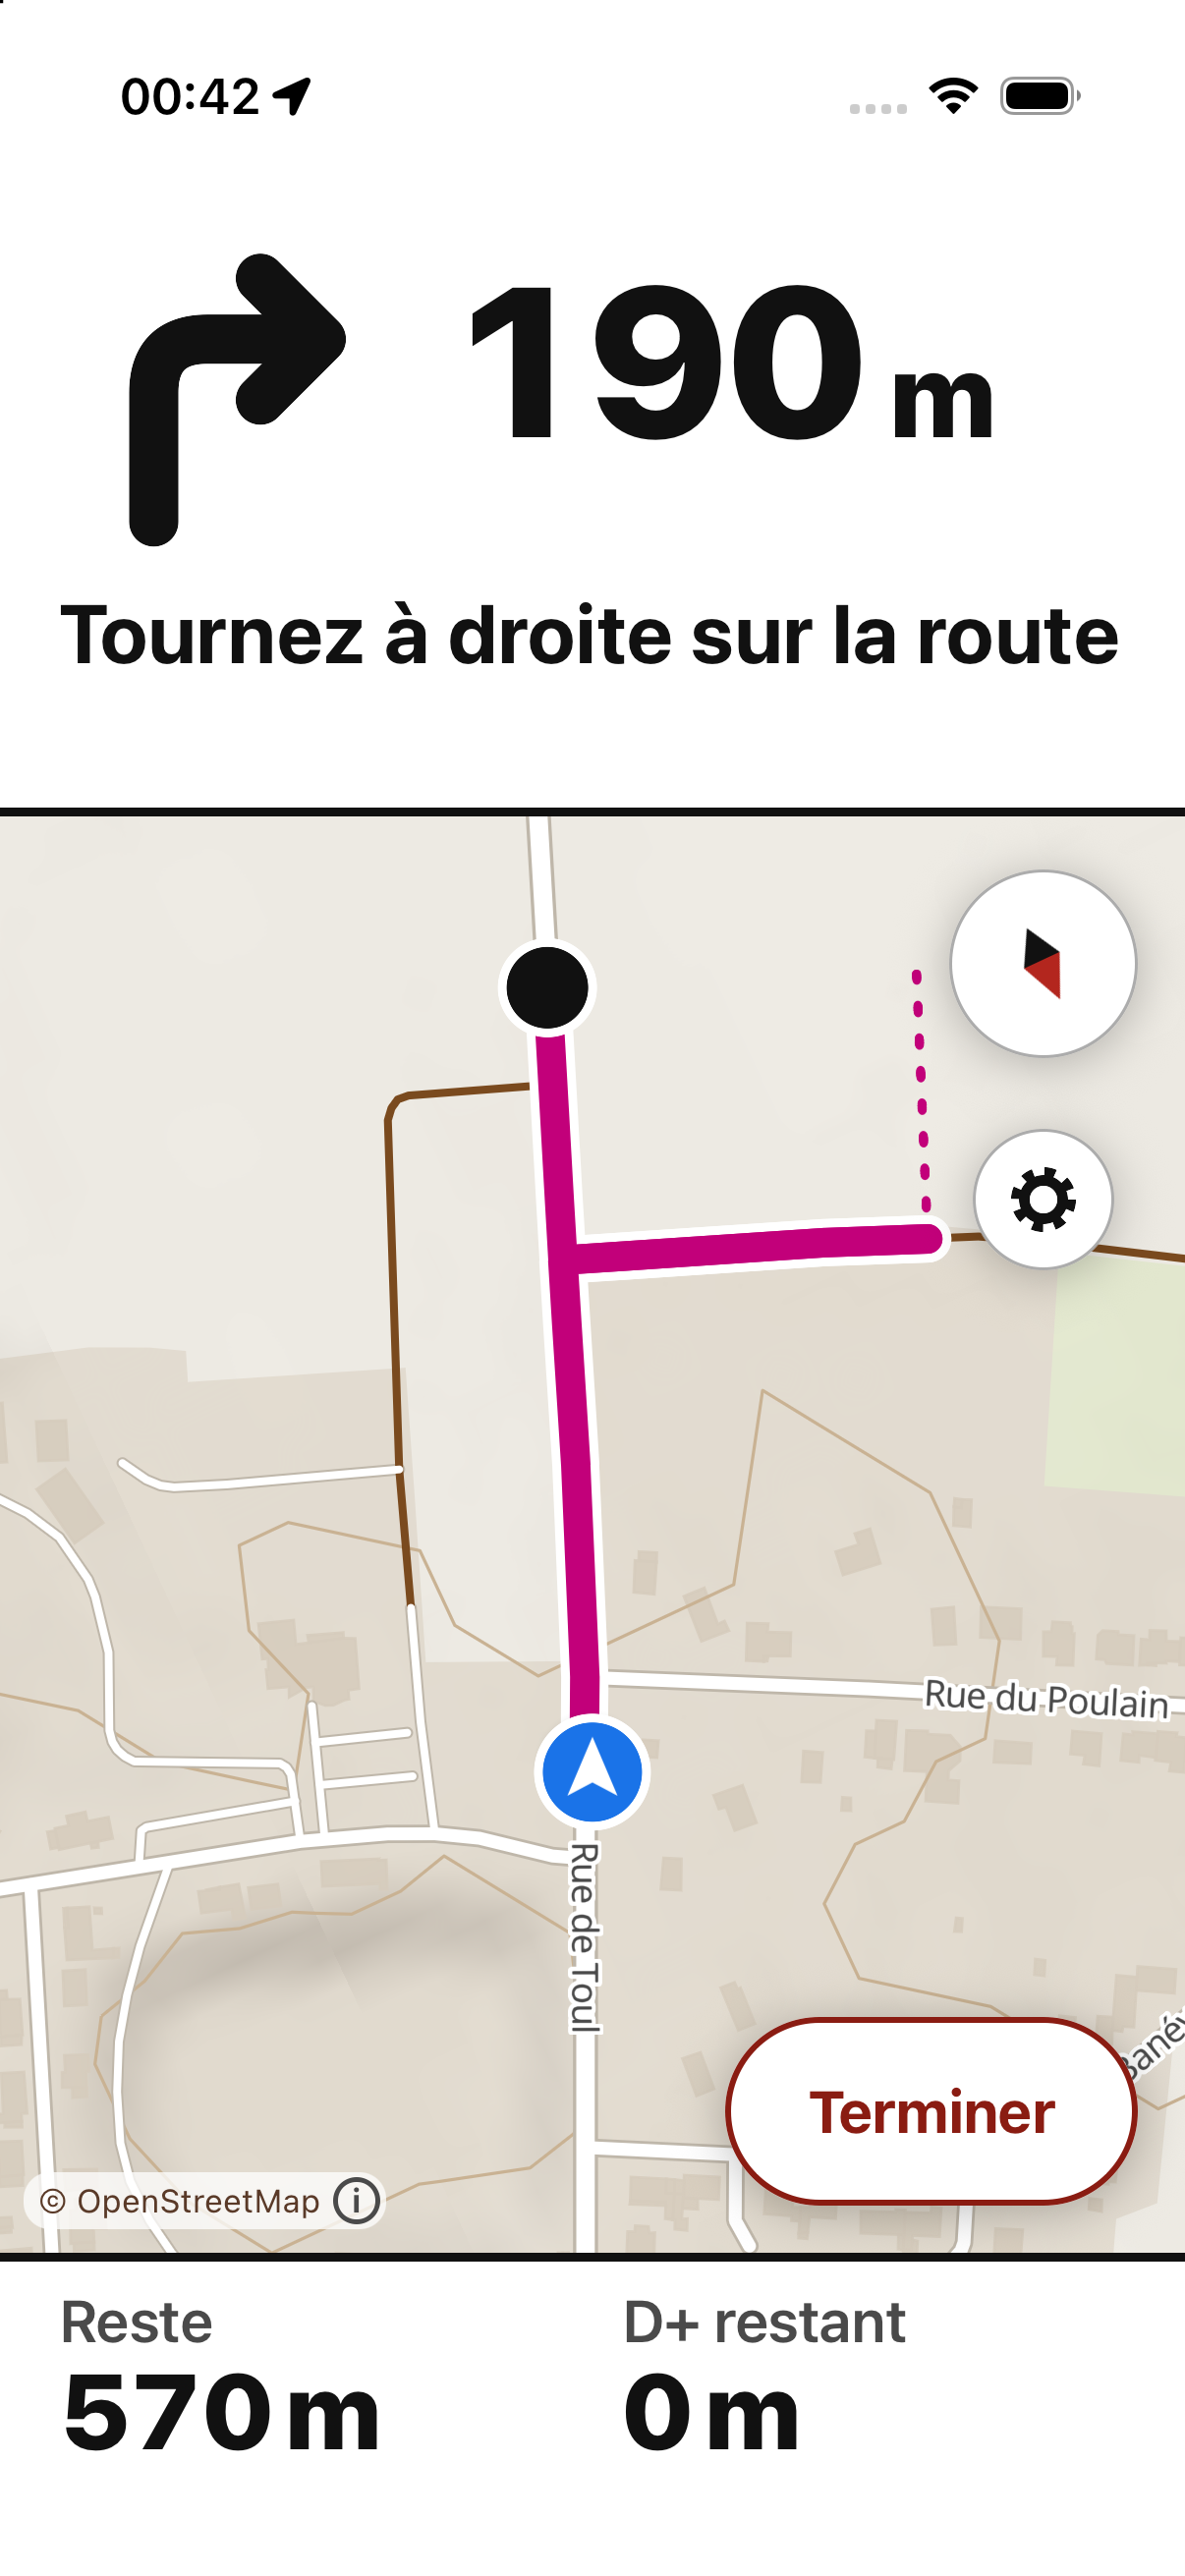 00:42
190 m
Tournez à droite sur la route
Rue du Poulain
Rue de Toul
Terminer
© OpenStreetMap i
Reste
D+ restant
570 m
0 m